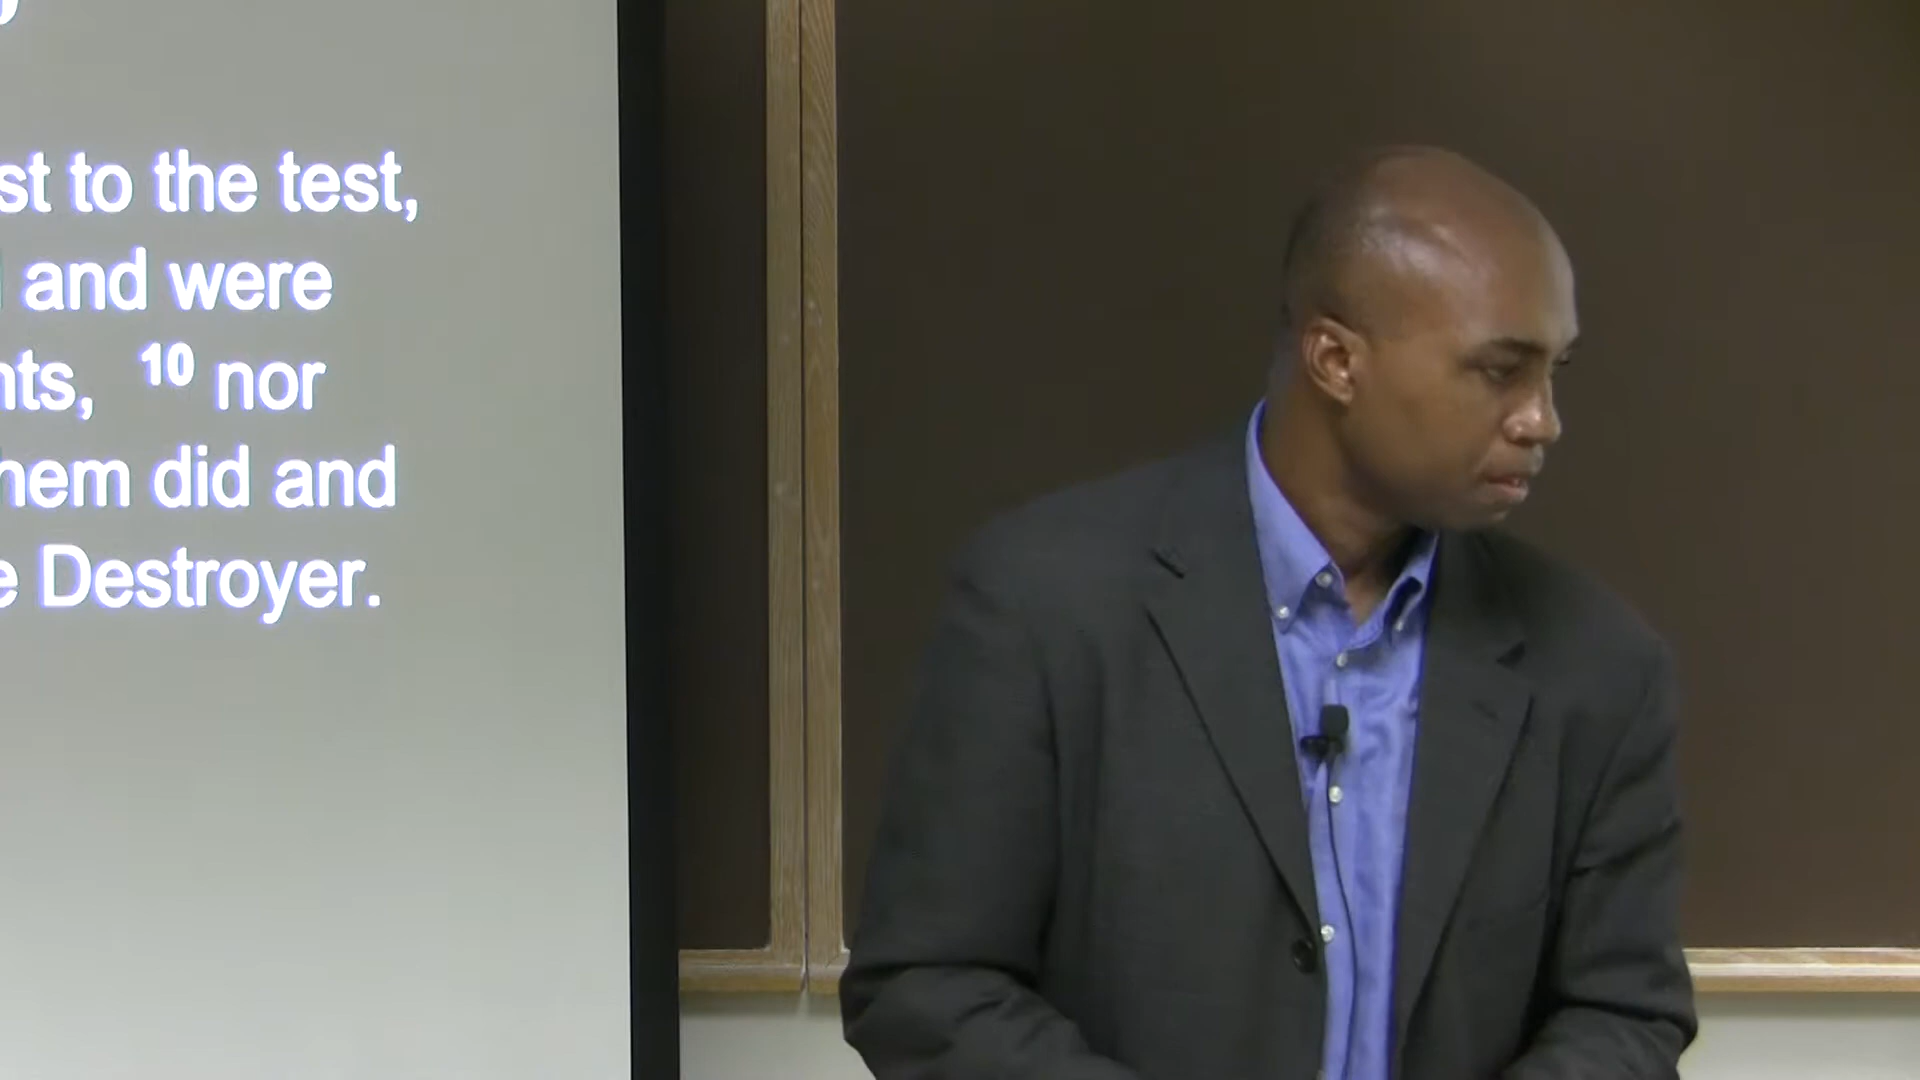 st to the test,
and were
nts, 10 nor
hem did and
e Destroyer.